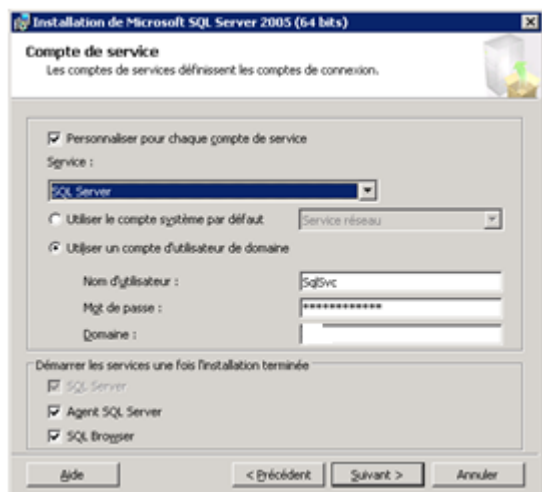 Installation de Microsoft SQL Server 2005 (64 bits)
Compte de service
Les comptes de services définissent les comptes de connexion.
Personnaliser pour chaque compte de service
Service :
SQL Server
Utiliser le compte système par défaut
Service réseau
Utiliser un compte d'utilisateur de domaine
Nom d'utilisateur :
SqlSvc
Mot de passe :
************
Domaine :
Démarrer les services une fois l'installation terminée
SQL Server
Agent SQL Server
SQL Browser
Aide
< Précédent
Suivant >
Annuler